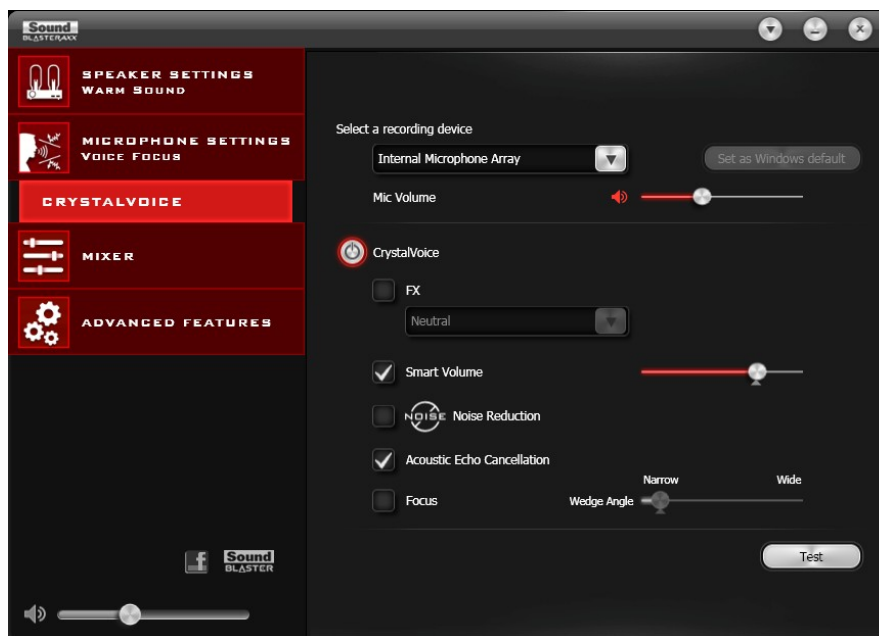 Sound
BLASTERAXX
SPEAKER SETTINGS
WARM SOUND
MICROPHONE SETTINGS
VOICE FOCUS
CRYSTALVOICE
MIXER
ADVANCED FEATURES
Select a recording device
Internal Microphone Array
Set as Windows default
Mic Volume
CrystalVoice
FX
Neutral
Smart Volume
NOISE Noise Reduction
Acoustic Echo Cancellation
Narrow Wide
Focus Wedge Angle
Test
f Sound
BLASTER